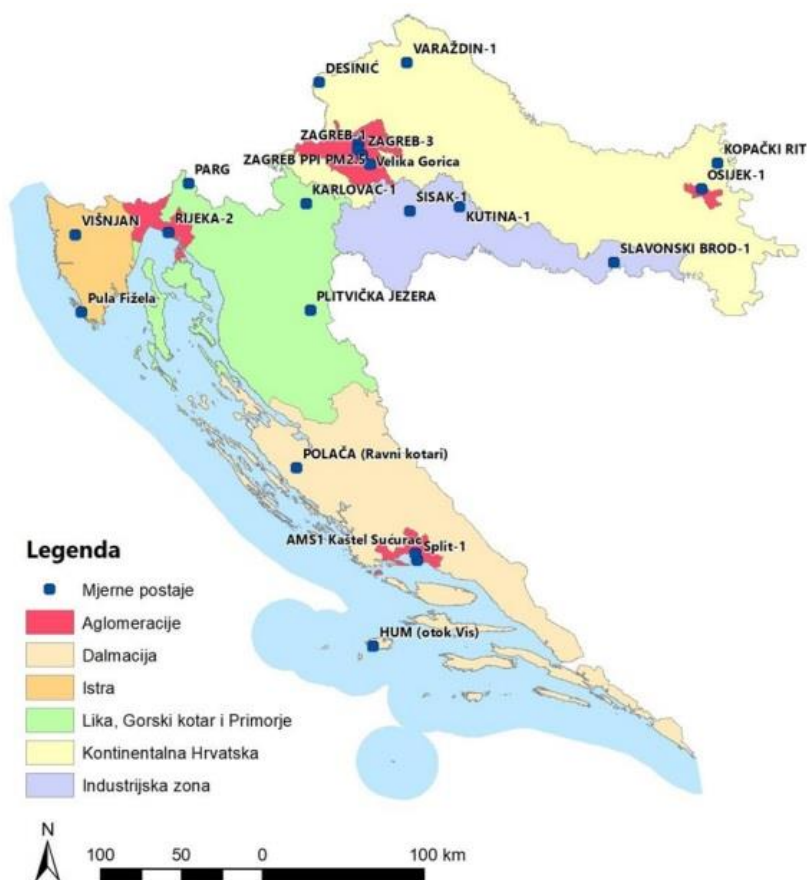 VARAŽDIN-1
DESINIĆ
ZAGREB-1
ZAGREB-3
ZAGREB PPI PM2.5
Velika Gorica
KOPAČKI RIT
OSIJEK-1
PARG
KARLOVAC-1
SISAK-1
KUTINA-1
VIŠNJAN
RIJEKA-2
SLAVONSKI BROD-1
Pula Fižela
PLITVIČKA JEZERA
POLAČA (Ravni kotari)
AMS1 Kaštel Sućurac
Split-1
HUM (otok Vis)
Legenda
Mjerne postaje
Aglomeracije
Dalmacija
Istra
Lika, Gorski kotar i Primorje
Kontinentalna Hrvatska
Industrijska zona
N
100 50 0 100 km